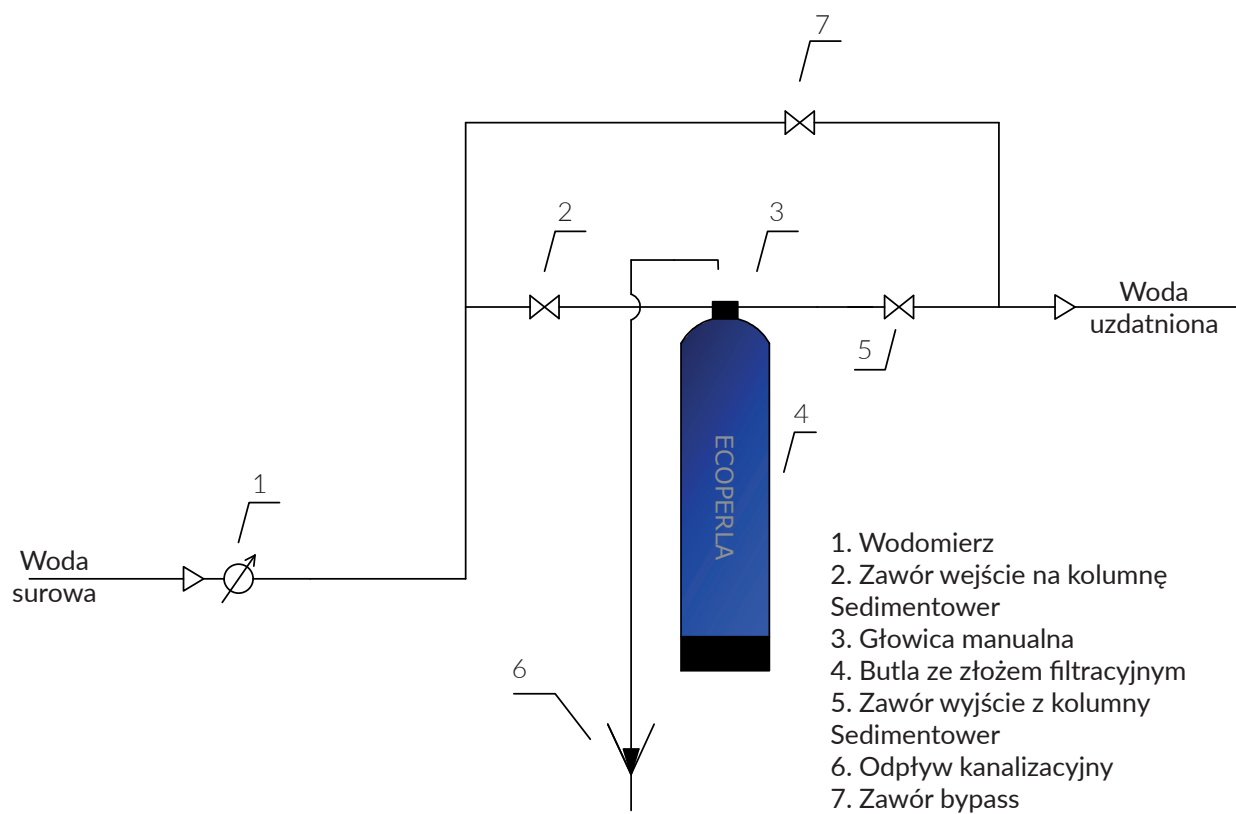 7
2
3
Woda
uzdatniona
5
4
ECOPERLA
1
Woda
surowa
6
1. Wodomierz
2. Zawór wejście na kolumnę
Sedimentower
3. Głowica manualna
4. Butla ze złożem filtracyjnym
5. Zawór wyjście z kolumny
Sedimentower
6. Odpływ kanalizacyjny
7. Zawór bypass